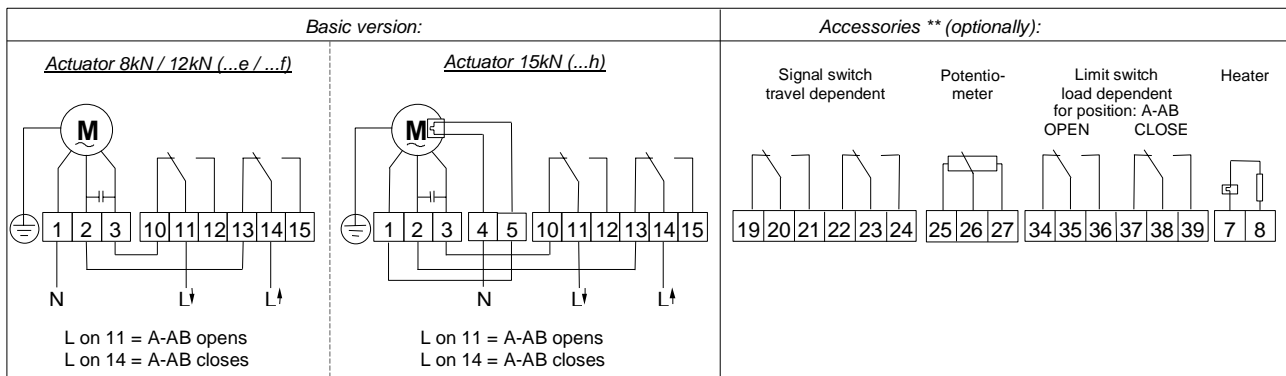 Basic version:
Accessories ** (optionally):
Actuator 8kN / 12kN (...e / ...f)
M
1 2 3 10 11 12 13 14 15
N L L
L on 11 = A-AB opens
L on 14 = A-AB closes
Actuator 15kN (...h)
M
1 2 3 4 5 10 11 12 13 14 15
N L L
L on 11 = A-AB opens
L on 14 = A-AB closes
Signal switch
travel dependent
19 20 21 22 23 24
Potentio-
meter
25 26 27
Limit switch
load dependent
for position: A-AB
OPEN CLOSE
34 35 36 37 38 39
Heater
7 8